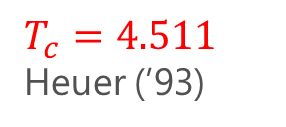 T_c = 4.511
Heuer ('93)